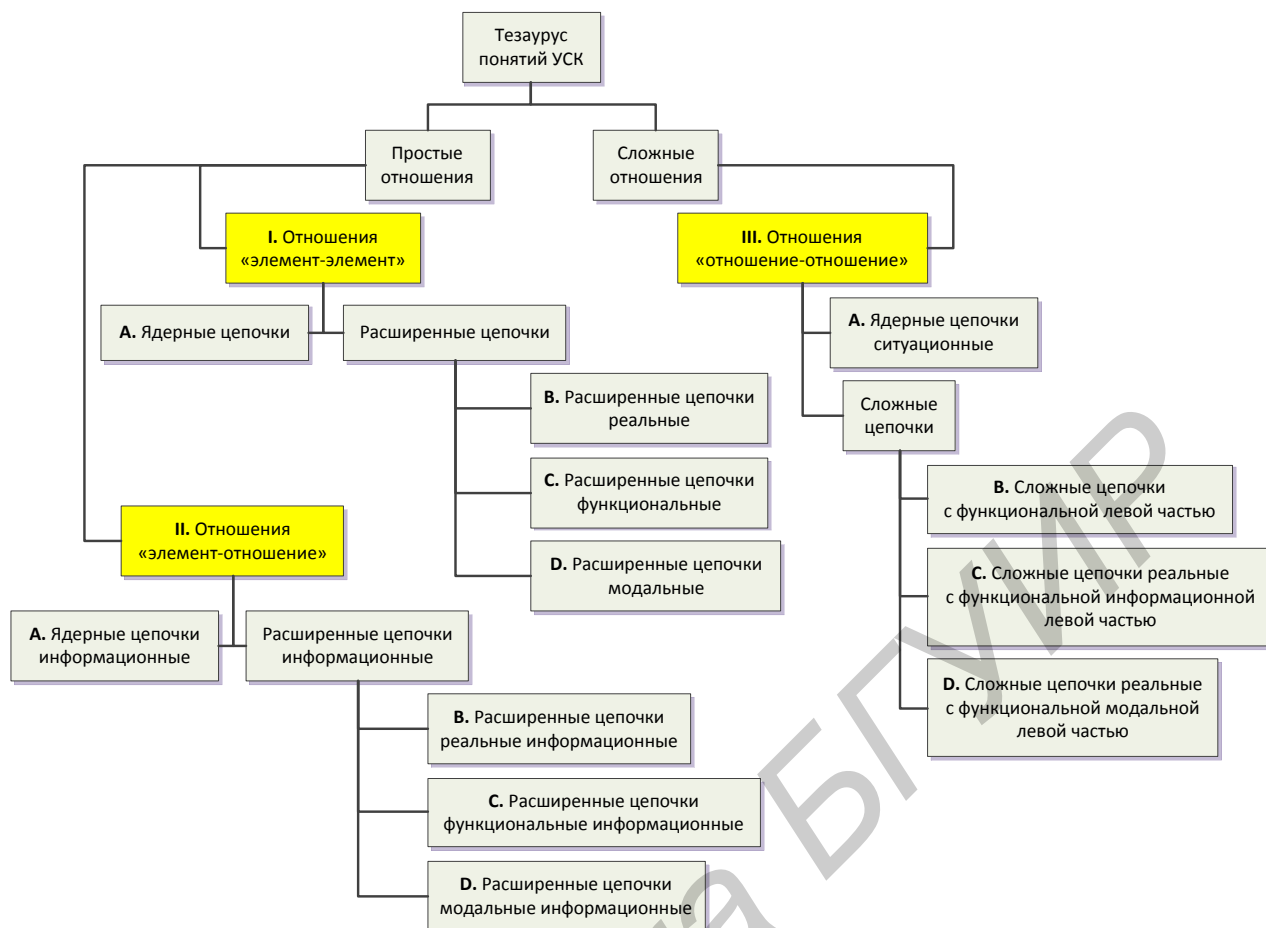 Тезаурус
понятий УСК
Простые
отношения
Сложные
отношения
I. Отношения
«элемент-элемент»
III. Отношения
«отношение-отношение»
A. Ядерные цепочки
Расширенные цепочки
A. Ядерные цепочки
ситуационные
B. Расширенные цепочки
реальные
Сложные
цепочки
C. Расширенные цепочки
функциональные
B. Сложные цепочки
с функциональной левой частью
II. Отношения
«элемент-отношение»
D. Расширенные цепочки
модальные
C. Сложные цепочки реальные
с функциональной информационной
левой частью
A. Ядерные цепочки
информационные
Расширенные цепочки
информационные
D. Сложные цепочки реальные
с функциональной модальной
левой частью
B. Расширенные цепочки
реальные информационные
C. Расширенные цепочки
функциональные информационные
D. Расширенные цепочки
модальные информационные
БГУИР